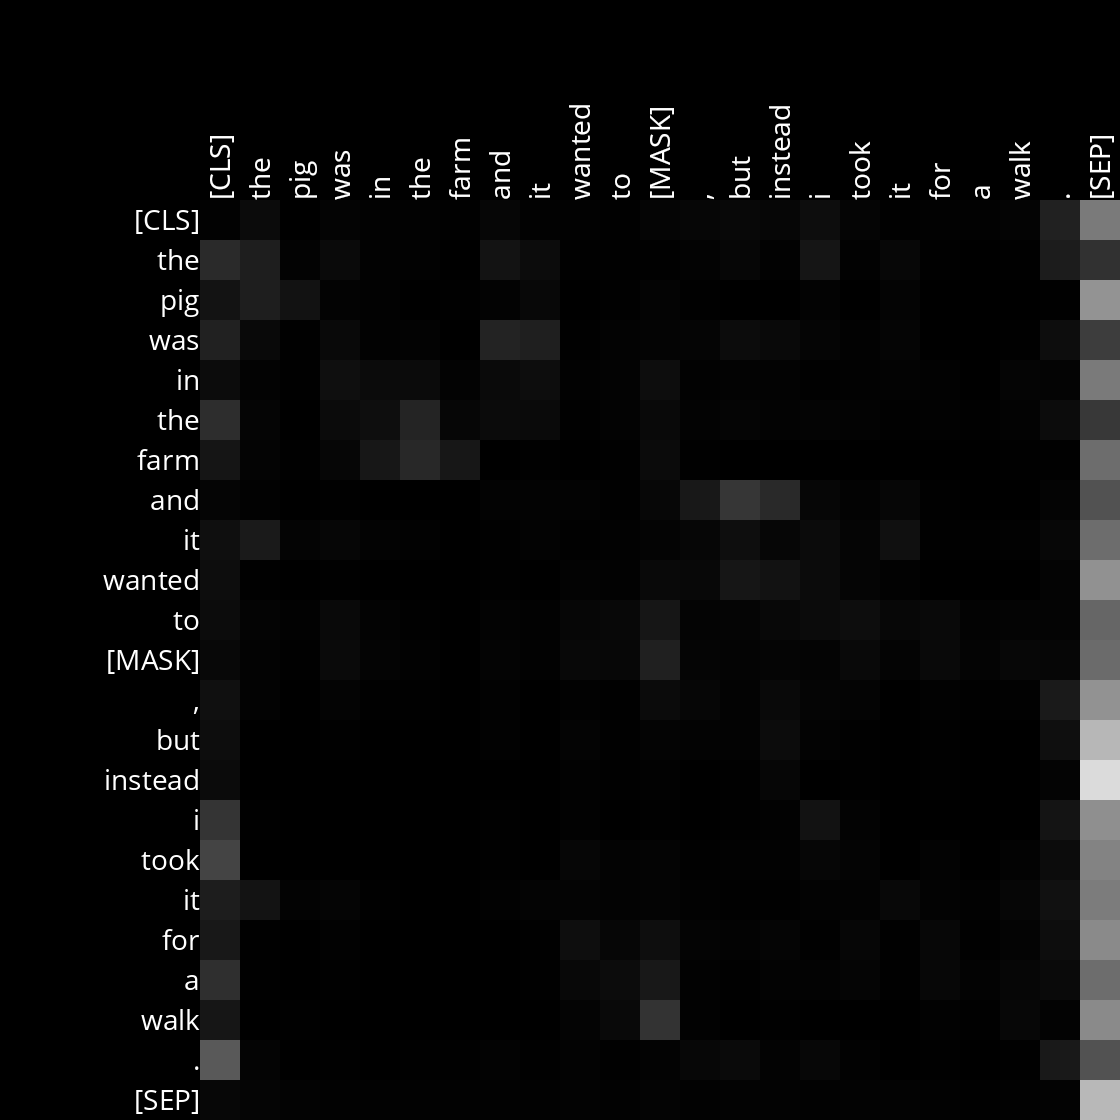 [CLS] the pig was in the farm and it wanted to [MASK] , but instead i took it for a walk . [SEP]
[CLS]
the
pig
was
in
the
farm
and
it
wanted
to
[MASK]
,
but
instead
i
took
it
for
a
walk
.
[SEP]